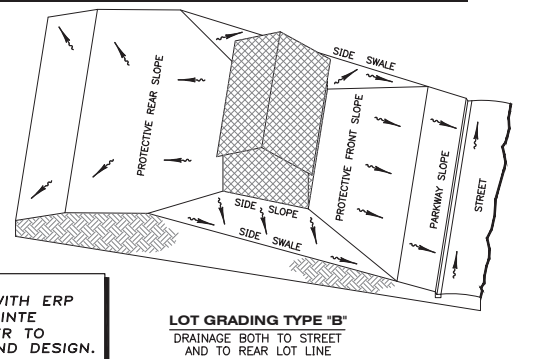 SIDE SWALE
PROTECTIVE REAR SLOPE
PROTECTIVE FRONT SLOPE
PARKWAY SLOPE
STREET
SIDE SLOPE
SIDE SWALE
WITH ERP
INTE
ER TO
ND DESIGN.
LOT GRADING TYPE "B"
DRAINAGE BOTH TO STREET
AND TO REAR LOT LINE